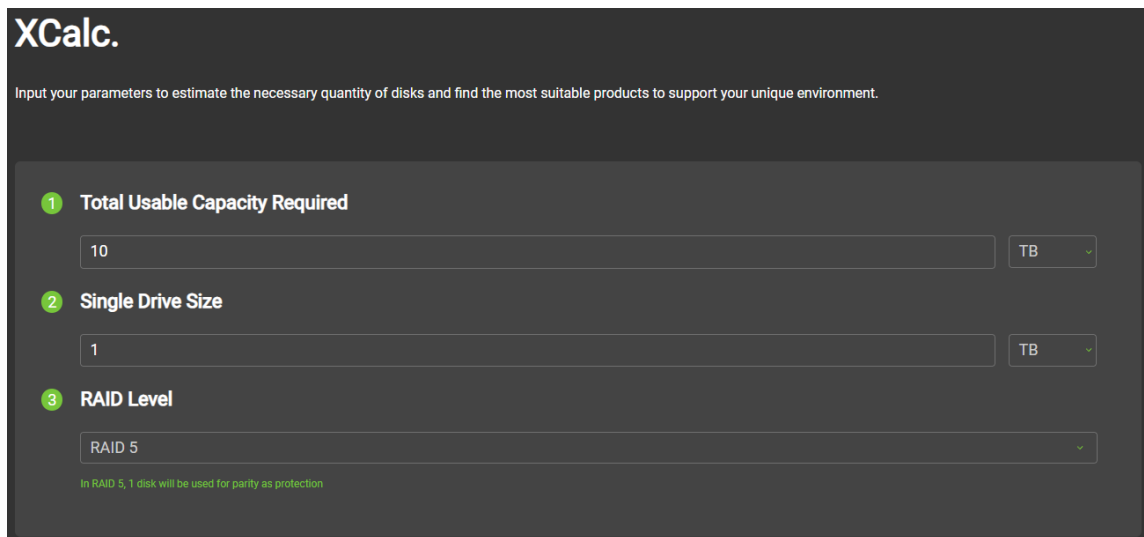 XCalc.
Input your parameters to estimate the necessary quantity of disks and find the most suitable products to support your unique environment.
1 Total Usable Capacity Required
10 TB
2 Single Drive Size
1 TB
3 RAID Level
RAID 5
In RAID 5, 1 disk will be used for parity as protection